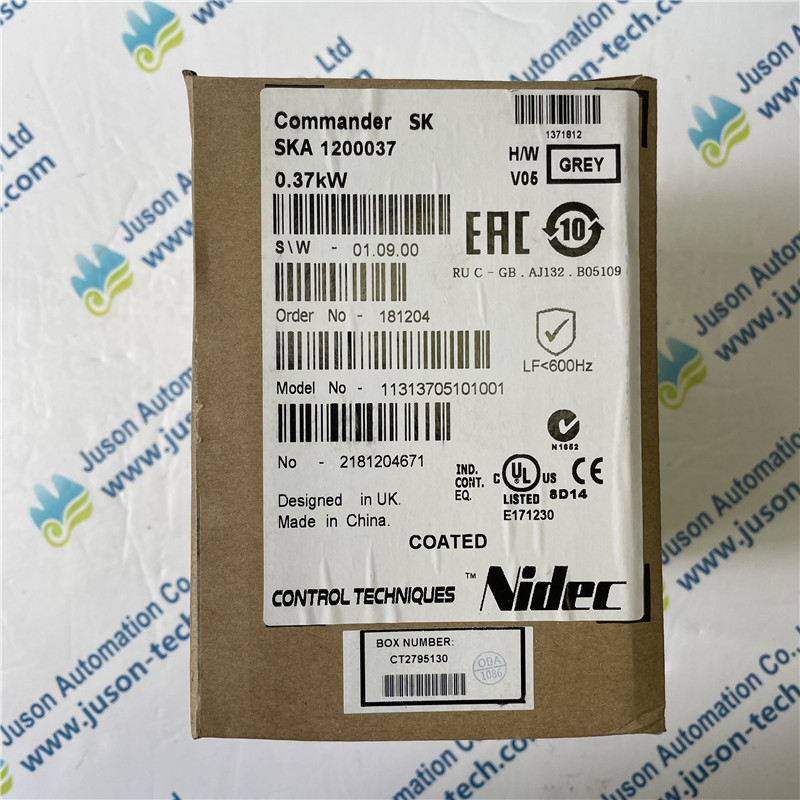 Commander SK
SKA 1200037
0.37kW
1371812
H/W
V05
GREY
S\W - 01.09.00
EAC
10
RU C - GB . AJ132 . B05109
Order No - 181204
LF<600Hz
Model No - 11313705101001
N1652
No - 2181204671
IND.
CONT.
EQ.
C UL US CE
LISTED 8D14
E171230
Designed in UK.
Made in China.
COATED
CONTROL TECHNIQUES ™ Nidec
BOX NUMBER:
CT2795130
OBA
1086
Juson Automation Co., Ltd
www.juson-tech.com